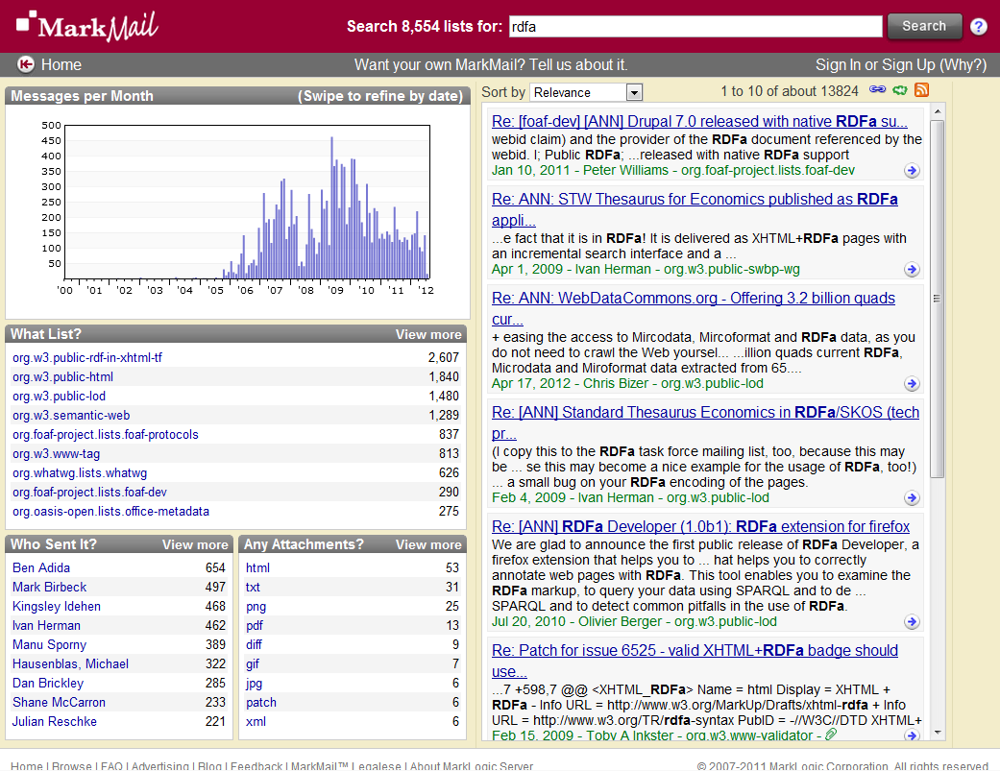 MarkMail
Search 8,554 lists for: rdfa Search ?
Home Want your own MarkMail? Tell us about it. Sign In or Sign Up (Why?)
Messages per Month (Swipe to refine by date)
500
450
400
350
300
250
200
150
100
50
'00 '01 '02 '03 '04 '05 '06 '07 '08 '09 '10 '11 '12
What List? View more
org.w3.public-rdf-in-xhtml-tf 2,607
org.w3.public-html 1,840
org.w3.public-lod 1,480
org.w3.semantic-web 1,289
org.foaf-project.lists.foaf-protocols 837
org.w3.www-tag 813
org.whatwg.lists.whatwg 626
org.foaf-project.lists.foaf-dev 290
org.oasis-open.lists.office-metadata 275
Who Sent It? View more
Ben Adida 654
Mark Birbeck 497
Kingsley Idehen 468
Ivan Herman 462
Manu Sporny 389
Hausenblas, Michael 322
Dan Brickley 285
Shane McCarron 233
Julian Reschke 221
Any Attachments? View more
html 53
txt 31
png 25
pdf 13
diff 9
gif 7
jpg 6
patch 6
xml 6
Sort by Relevance 1 to 10 of about 13824
Re: [foaf-dev] [ANN] Drupal 7.0 released with native RDFa su...
webid claim) and the provider of the RDFa document referenced by the
webid. l; Public RDFa; ...released with native RDFa support
Jan 10, 2011 - Peter Williams - org.foaf-project.lists.foaf-dev
Re: ANN: STW Thesaurus for Economics published as RDFa
appli...
...e fact that it is in RDFa! It is delivered as XHTML+RDFa pages with
an incremental search interface and a ...
Apr 1, 2009 - Ivan Herman - org.w3.public-swbp-wg
Re: ANN: WebDataCommons.org - Offering 3.2 billion quads
cur...
+ easing the access to Mircodata, Mircoformat and RDFa data, as you
do not need to crawl the Web yoursel... ...illion quads current RDFa,
Microdata and Miroformat data extracted from 65....
Apr 17, 2012 - Chris Bizer - org.w3.public-lod
Re: [ANN] Standard Thesaurus Economics in RDFa/SKOS (tech
pr...
(I copy this to the RDFa task force mailing list, too, because this may
be ... se this may become a nice example for the usage of RDFa, too!)
... a small bug on your RDFa encoding of the pages.
Feb 4, 2009 - Ivan Herman - org.w3.public-lod
Re: [ANN] RDFa Developer (1.0b1): RDFa extension for firefox
We are glad to announce the first public release of RDFa Developer, a
firefox extension that helps you to ... hat helps you to correctly
annotate web pages with RDFa. This tool enables you to examine the
RDFa markup, to query your data using SPARQL and to de ...
SPARQL and to detect common pitfalls in the use of RDFa.
Jul 20, 2010 - Olivier Berger - org.w3.public-lod
Re: Patch for issue 6525 - valid XHTML+RDFa badge should
use...
...7 +598,7 @@ <XHTML_RDFa> Name = html Display = XHTML +
RDFa - Info URL = http://www.w3.org/MarkUp/Drafts/xhtml-rdfa + Info
URL = http://www.w3.org/TR/rdfa-syntax PubID = -//W3C//DTD XHTML+
Feb 15, 2009 - Toby A Inkster - org.w3.www-validator -
Home | Browse | FAQ | Advertising | Blog | Feedback | MarkMail™ Legalese | About MarkLogic Server © 2007-2011 MarkLogic Corporation. All rights reserved.